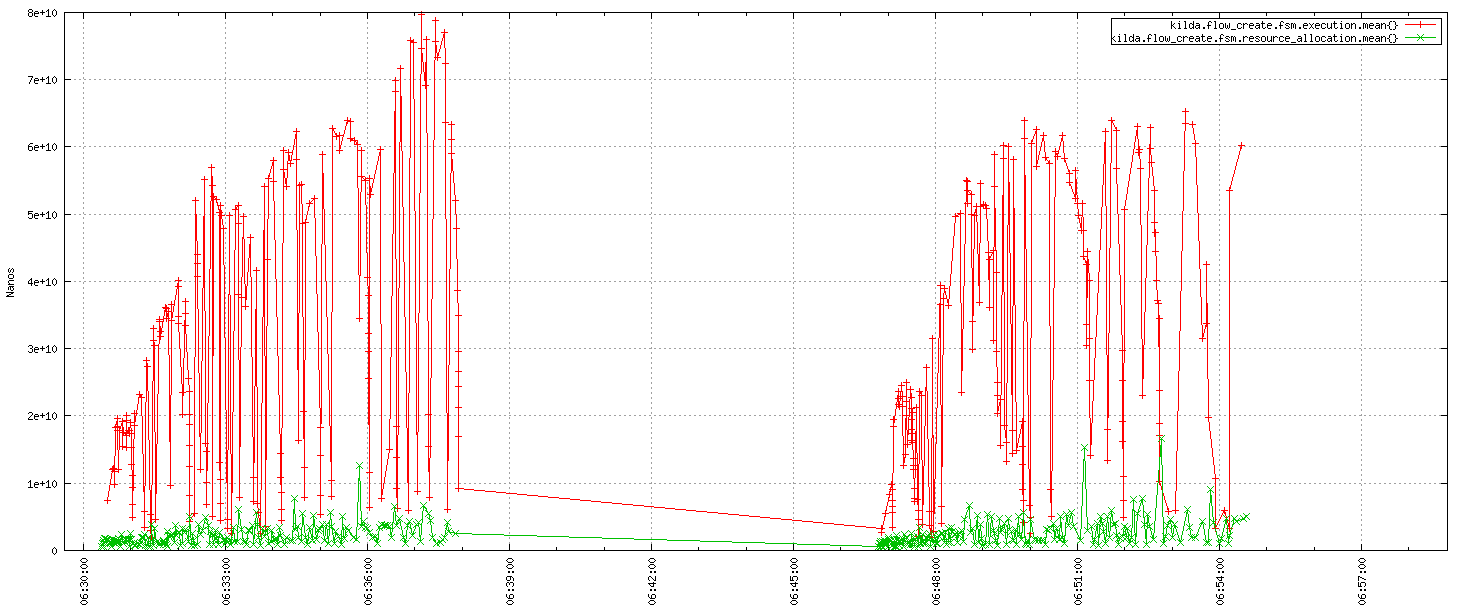 8e+10
7e+10
6e+10
5e+10
4e+10
3e+10
2e+10
1e+10
0
Nanos
kilda.flow_create.fsm.execution.mean{}
kilda.flow_create.fsm.resource_allocation.mean{}
06:30:00
06:33:00
06:36:00
06:39:00
06:42:00
06:45:00
06:48:00
06:51:00
06:54:00
06:57:00